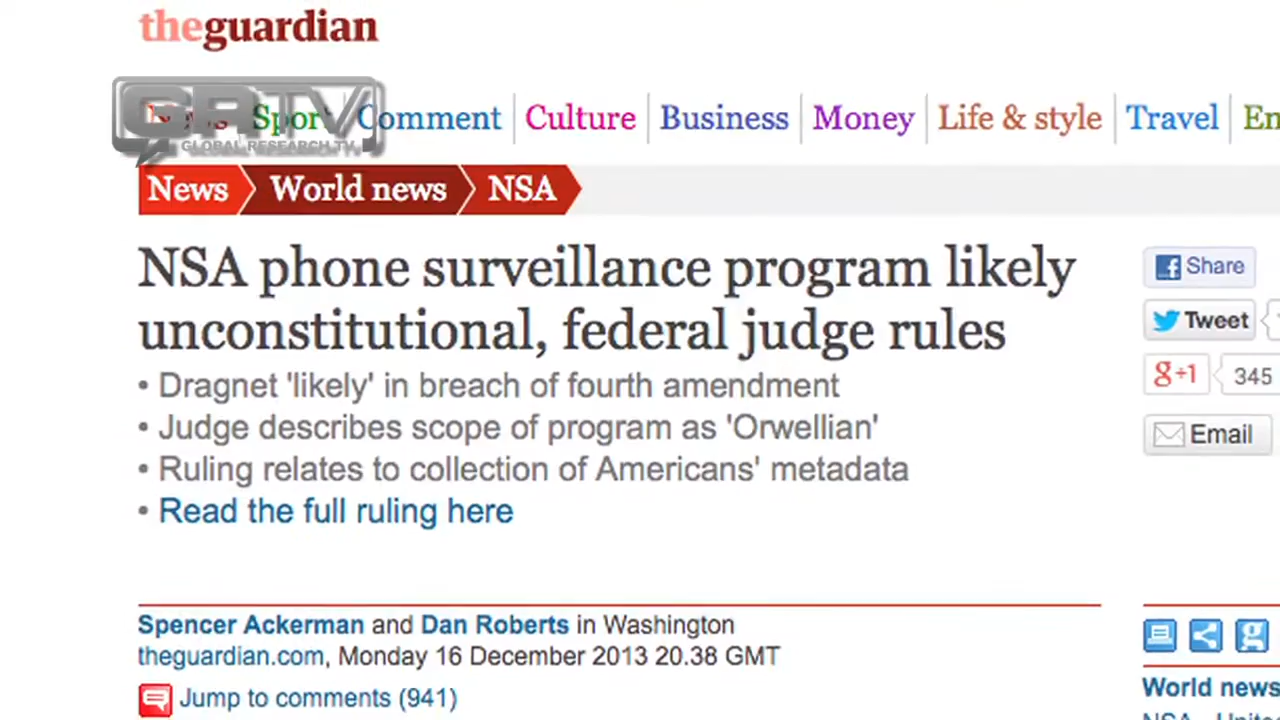 theguardian
GRTV
GLOBAL RESEARCH TV
News Sport Comment Culture Business Money Life & style Travel
News World news NSA
NSA phone surveillance program likely
unconstitutional, federal judge rules
Share
Tweet
• Dragnet 'likely' in breach of fourth amendment
g+1 345
• Judge describes scope of program as 'Orwellian'
Email
• Ruling relates to collection of Americans' metadata
• Read the full ruling here
Spencer Ackerman and Dan Roberts in Washington
theguardian.com, Monday 16 December 2013 20.38 GMT
Jump to comments (941)
World news